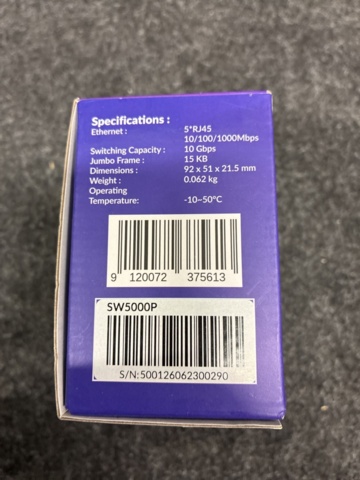 Specifications :
Ethernet : 5*RJ45
10/100/1000Mbps
Switching Capacity : 10 Gbps
Jumbo Frame : 15 KB
Dimensions : 92 x 51 x 21.5 mm
Weight : 0.062 kg
Operating
Temperature: -10~50°C
9 120072 375613
SW5000P
S/N:500126062300290